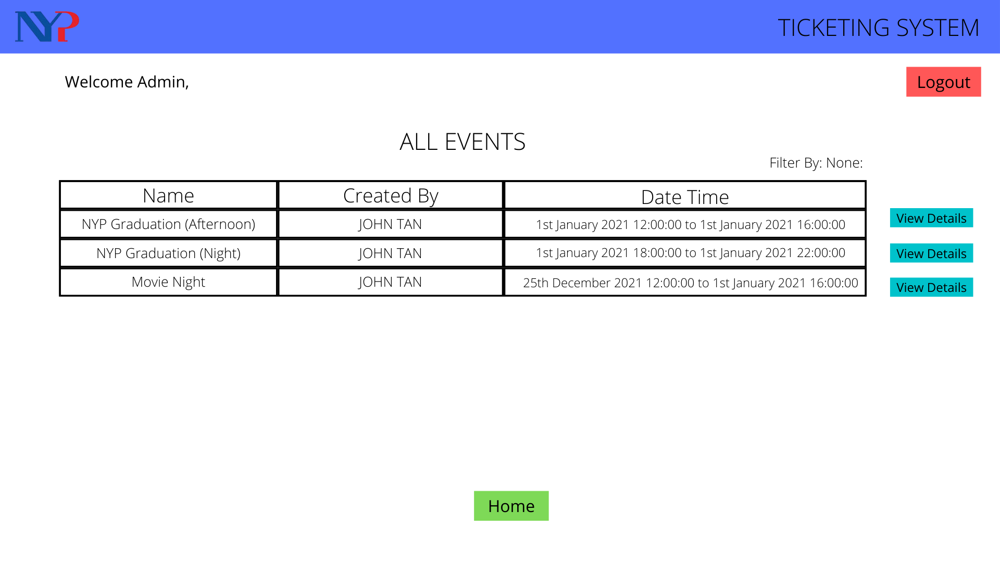 NYP
TICKETING SYSTEM
Welcome Admin,
Logout
ALL EVENTS
Filter By: None:
Name Created By Date Time
NYP Graduation (Afternoon) JOHN TAN 1st January 2021 12:00:00 to 1st January 2021 16:00:00 View Details
NYP Graduation (Night) JOHN TAN 1st January 2021 18:00:00 to 1st January 2021 22:00:00 View Details
Movie Night JOHN TAN 25th December 2021 12:00:00 to 1st January 2021 16:00:00 View Details
Home